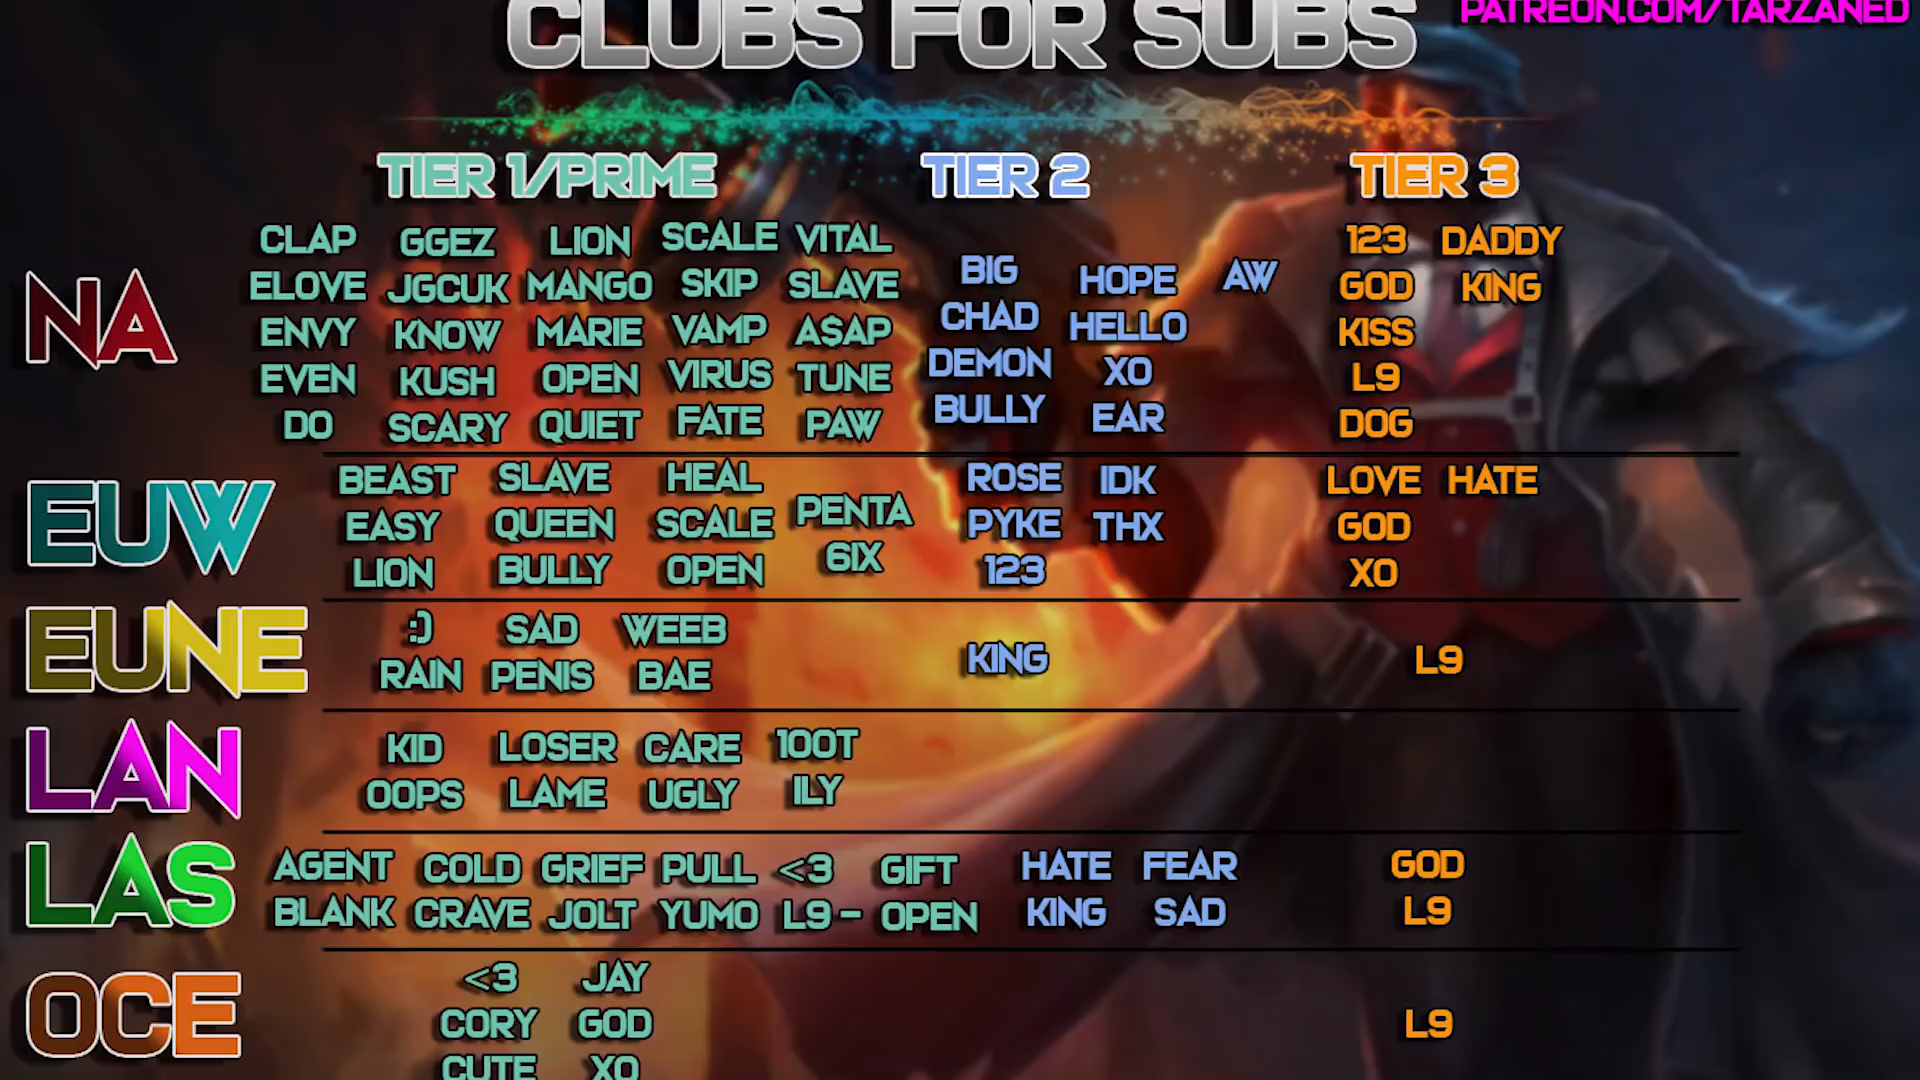 CLUBS FOR SUBS
PATREON.COM/TARZANED
TIER 1/PRIME TIER 2 TIER 3
NA
CLAP GGEZ LION SCALE VITAL
ELOVE JGCUK MANGO SKIP SLAVE
ENVY KNOW MARIE VAMP A$AP
EVEN KUSH OPEN VIRUS TUNE
DO SCARY QUIET FATE PAW
BIG HOPE AW
CHAD HELLO
DEMON XO
BULLY EAR
123 DADDY
GOD KING
KISS
L9
DOG
EUW
BEAST SLAVE HEAL PENTA
EASY QUEEN SCALE 6IX
LION BULLY OPEN
ROSE IDK
PYKE THX
123
LOVE HATE
GOD
XO
EUNE
:) SAD WEEB
RAIN PENIS BAE
KING
L9
LAN
KID LOSER CARE 100T
OOPS LAME UGLY ILY
LAS
AGENT COLD GRIEF PULL <3 GIFT
BLANK CRAVE JOLT YUMO L9- OPEN
HATE FEAR
KING SAD
GOD
L9
OCE
<3 JAY
CORY GOD
CUTE XO
L9